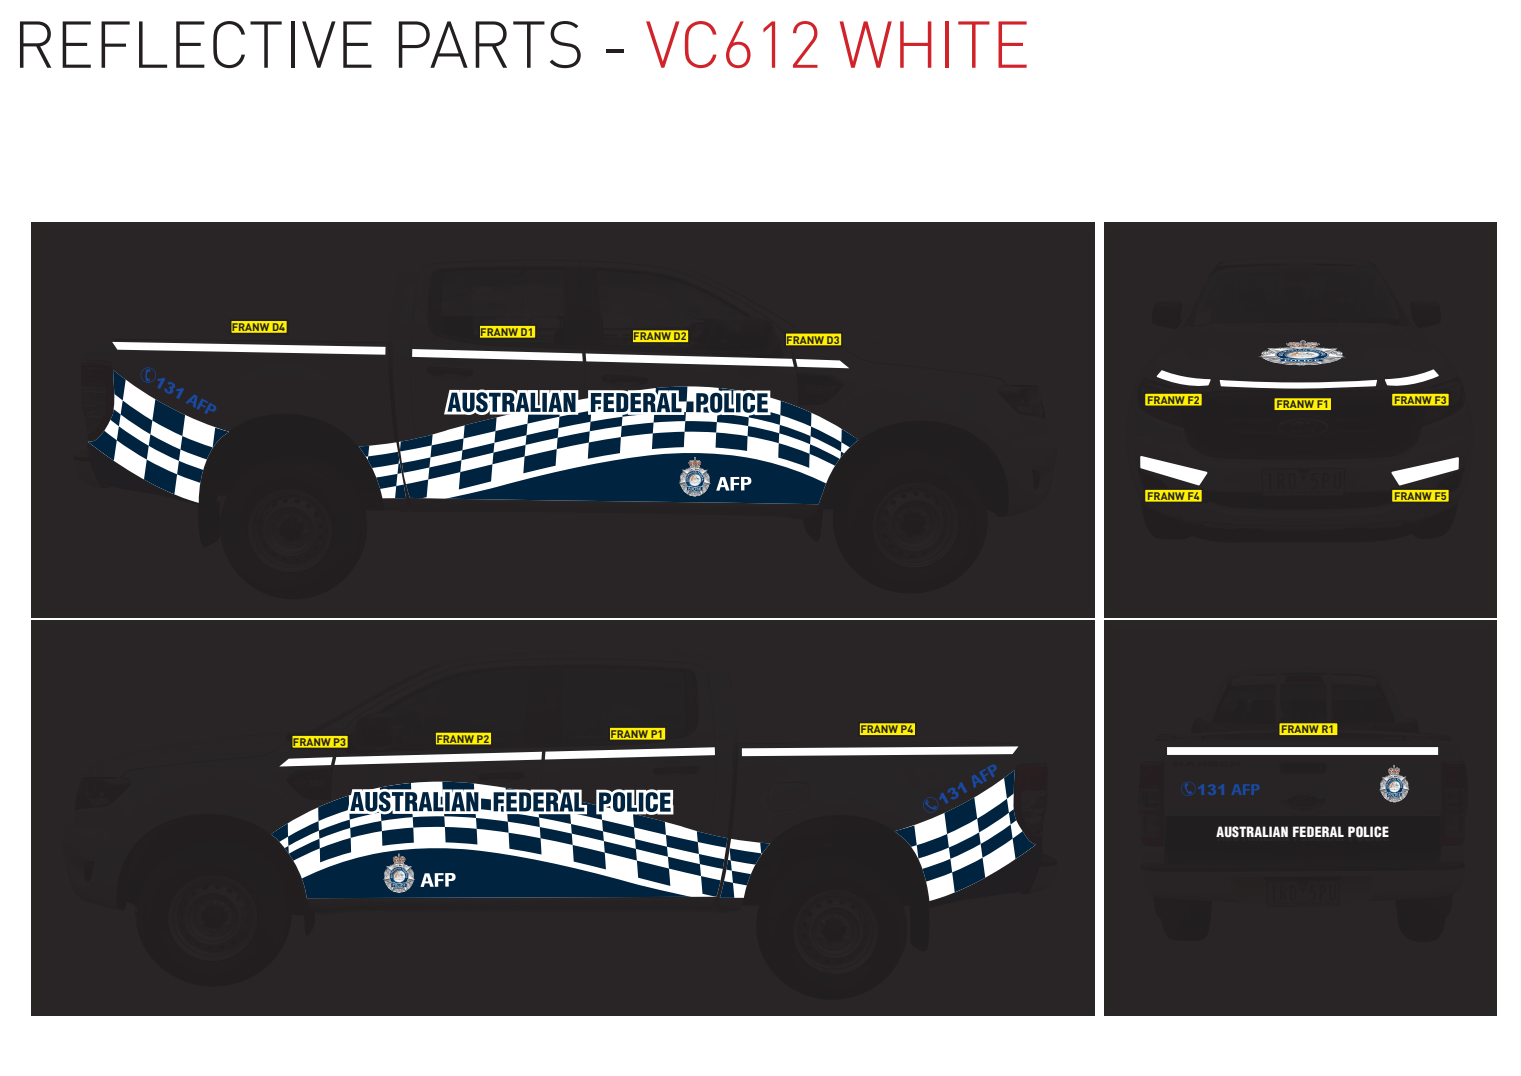 REFLECTIVE PARTS - VC612 WHITE
FRANW D4
FRANW D1
FRANW D2
FRANW D3
131 AFP
AUSTRALIAN FEDERAL POLICE
AFP
FRANW F2
FRANW F1
FRANW F3
FRANW F4
FRANW F5
FRANW P3
FRANW P2
FRANW P1
FRANW P4
131 AFP
AUSTRALIAN FEDERAL POLICE
AFP
FRANW R1
131 AFP
AUSTRALIAN FEDERAL POLICE